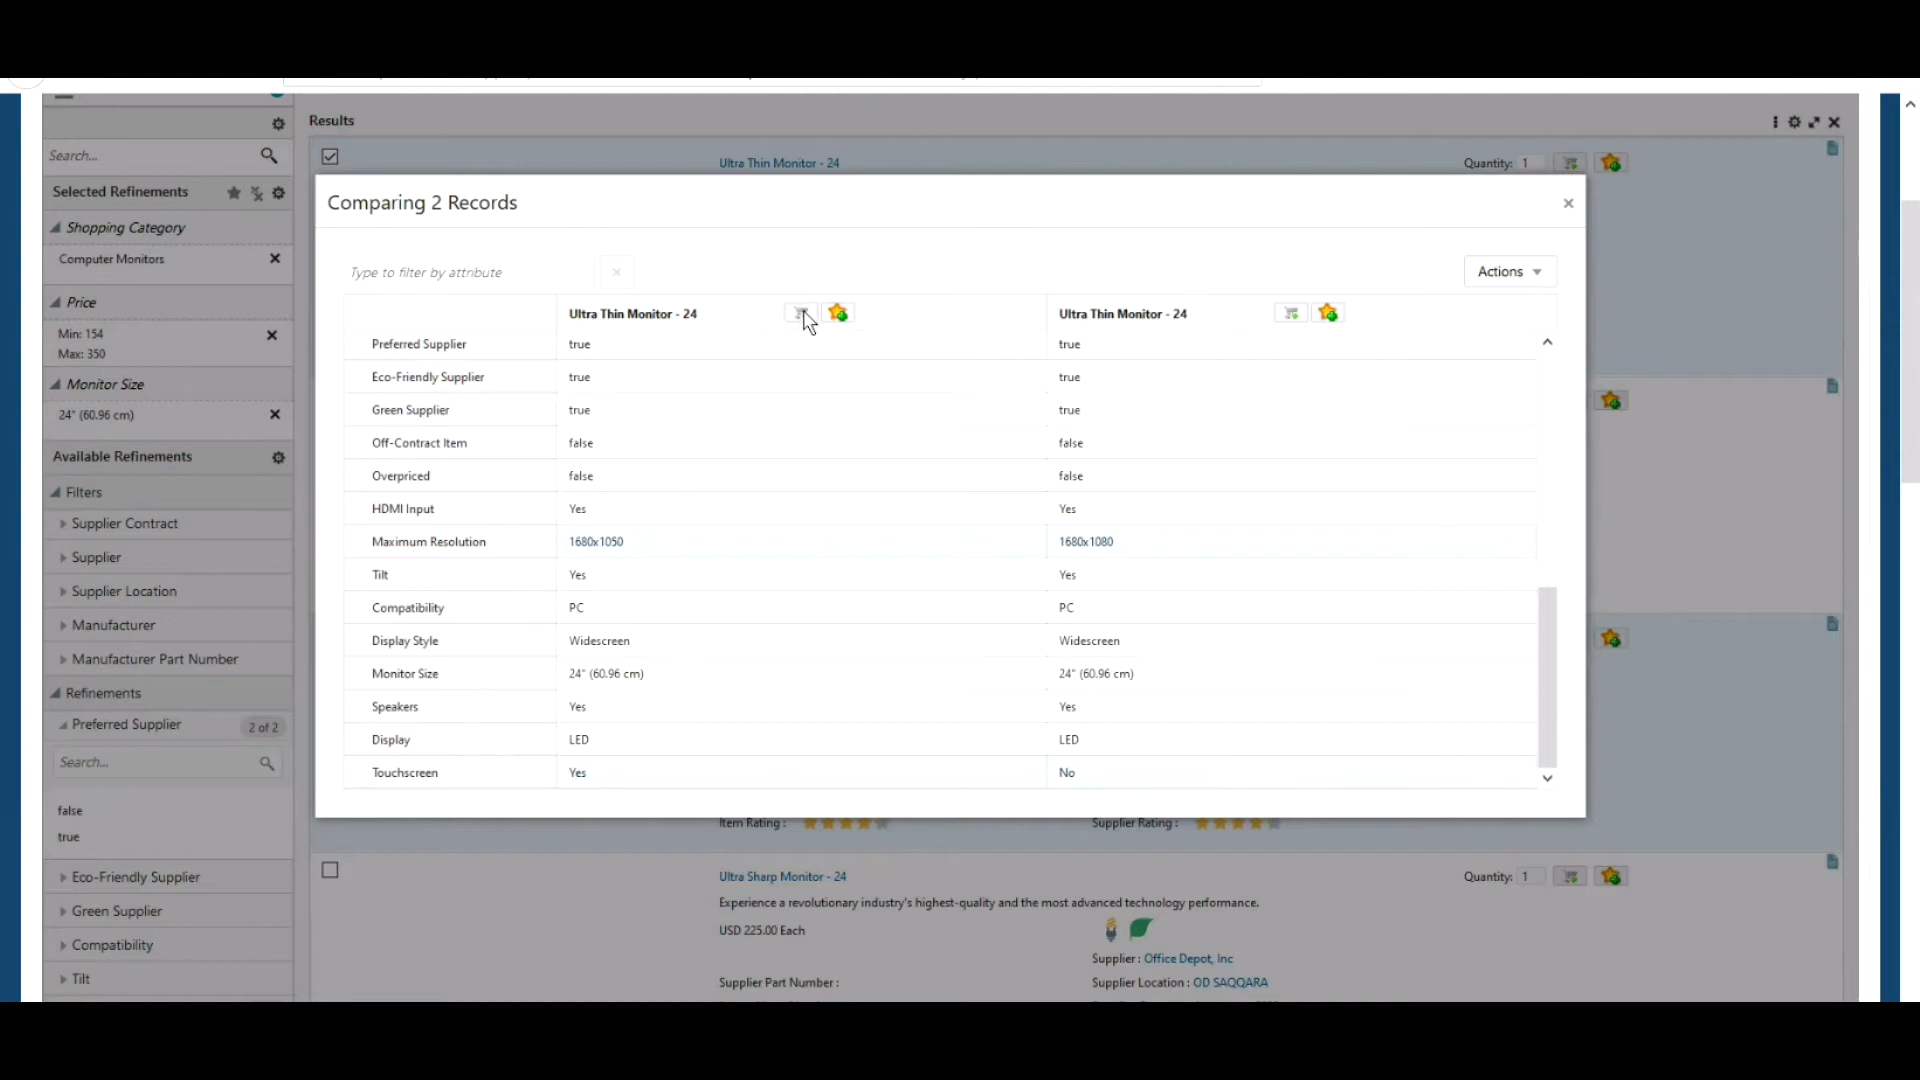 Results
Search...
Ultra Thin Monitor - 24
Quantity: 1
Selected Refinements
Shopping Category
Computer Monitors
Price
Min: 154
Max: 350
Monitor Size
24" (60.96 cm)
Available Refinements
Filters
Supplier Contract
Supplier
Supplier Location
Manufacturer
Manufacturer Part Number
Refinements
Preferred Supplier 2 of 2
Search...
false
true
Eco-Friendly Supplier
Green Supplier
Compatibility
Tilt
Comparing 2 Records
Type to filter by attribute
Actions
Ultra Thin Monitor - 24 Ultra Thin Monitor - 24
Preferred Supplier true true
Eco-Friendly Supplier true true
Green Supplier true true
Off-Contract Item false false
Overpriced false false
HDMI Input Yes Yes
Maximum Resolution 1680x1050 1680x1080
Tilt Yes Yes
Compatibility PC PC
Display Style Widescreen Widescreen
Monitor Size 24" (60.96 cm) 24" (60.96 cm)
Speakers Yes Yes
Display LED LED
Touchscreen Yes No
Item Rating : Supplier Rating :
Ultra Sharp Monitor - 24
Quantity: 1
Experience a revolutionary industry's highest-quality and the most advanced technology performance.
USD 225.00 Each
Supplier : Office Depot, Inc
Supplier Part Number : Supplier Location : OD SAQQARA